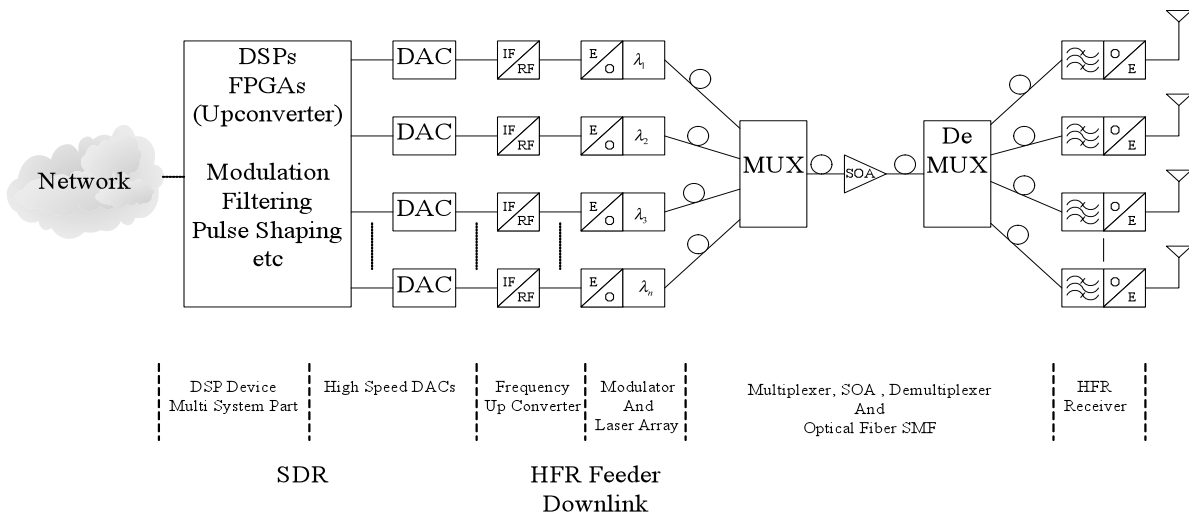 Network
DSPs
FPGAs
(Upconverter)
Modulation
Filtering
Pulse Shaping
etc
DAC
IF
RF
E
O
λ1
DAC
IF
RF
E
O
λ2
DAC
IF
RF
E
O
λ3
DAC
IF
RF
E
O
λn
MUX
SOA
De
MUX
O
E
O
E
O
E
O
E
DSP Device
Multi System Part
High Speed DACs
Frequency
Up Converter
Modulator
And
Laser Array
Multiplexer, SOA , Demultiplexer
And
Optical Fiber SMF
HFR
Receiver
SDR
HFR Feeder
Downlink